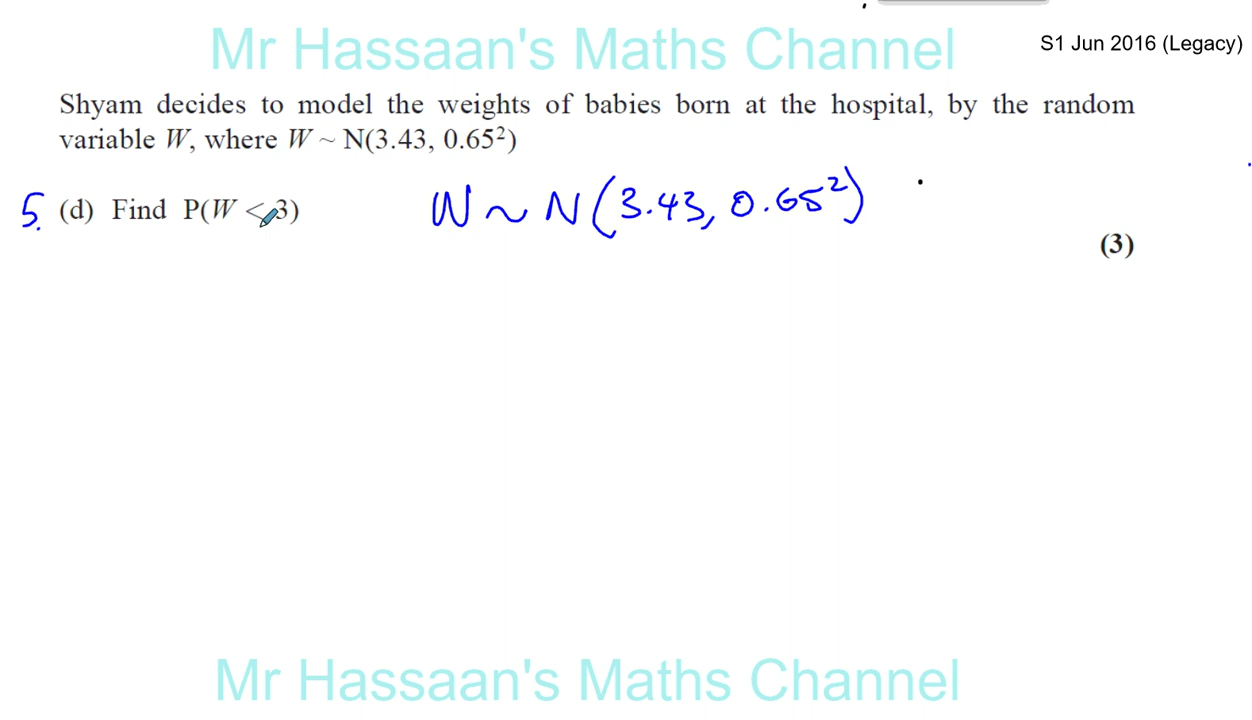 Mr Hassaan's Maths Channel
S1 Jun 2016 (Legacy)
Shyam decides to model the weights of babies born at the hospital, by the random
variable W, where W ~ N(3.43, 0.65²)
5. (d) Find P(W < 3) W ~ N(3.43, 0.65²)
(3)
Mr Hassaan's Maths Channel